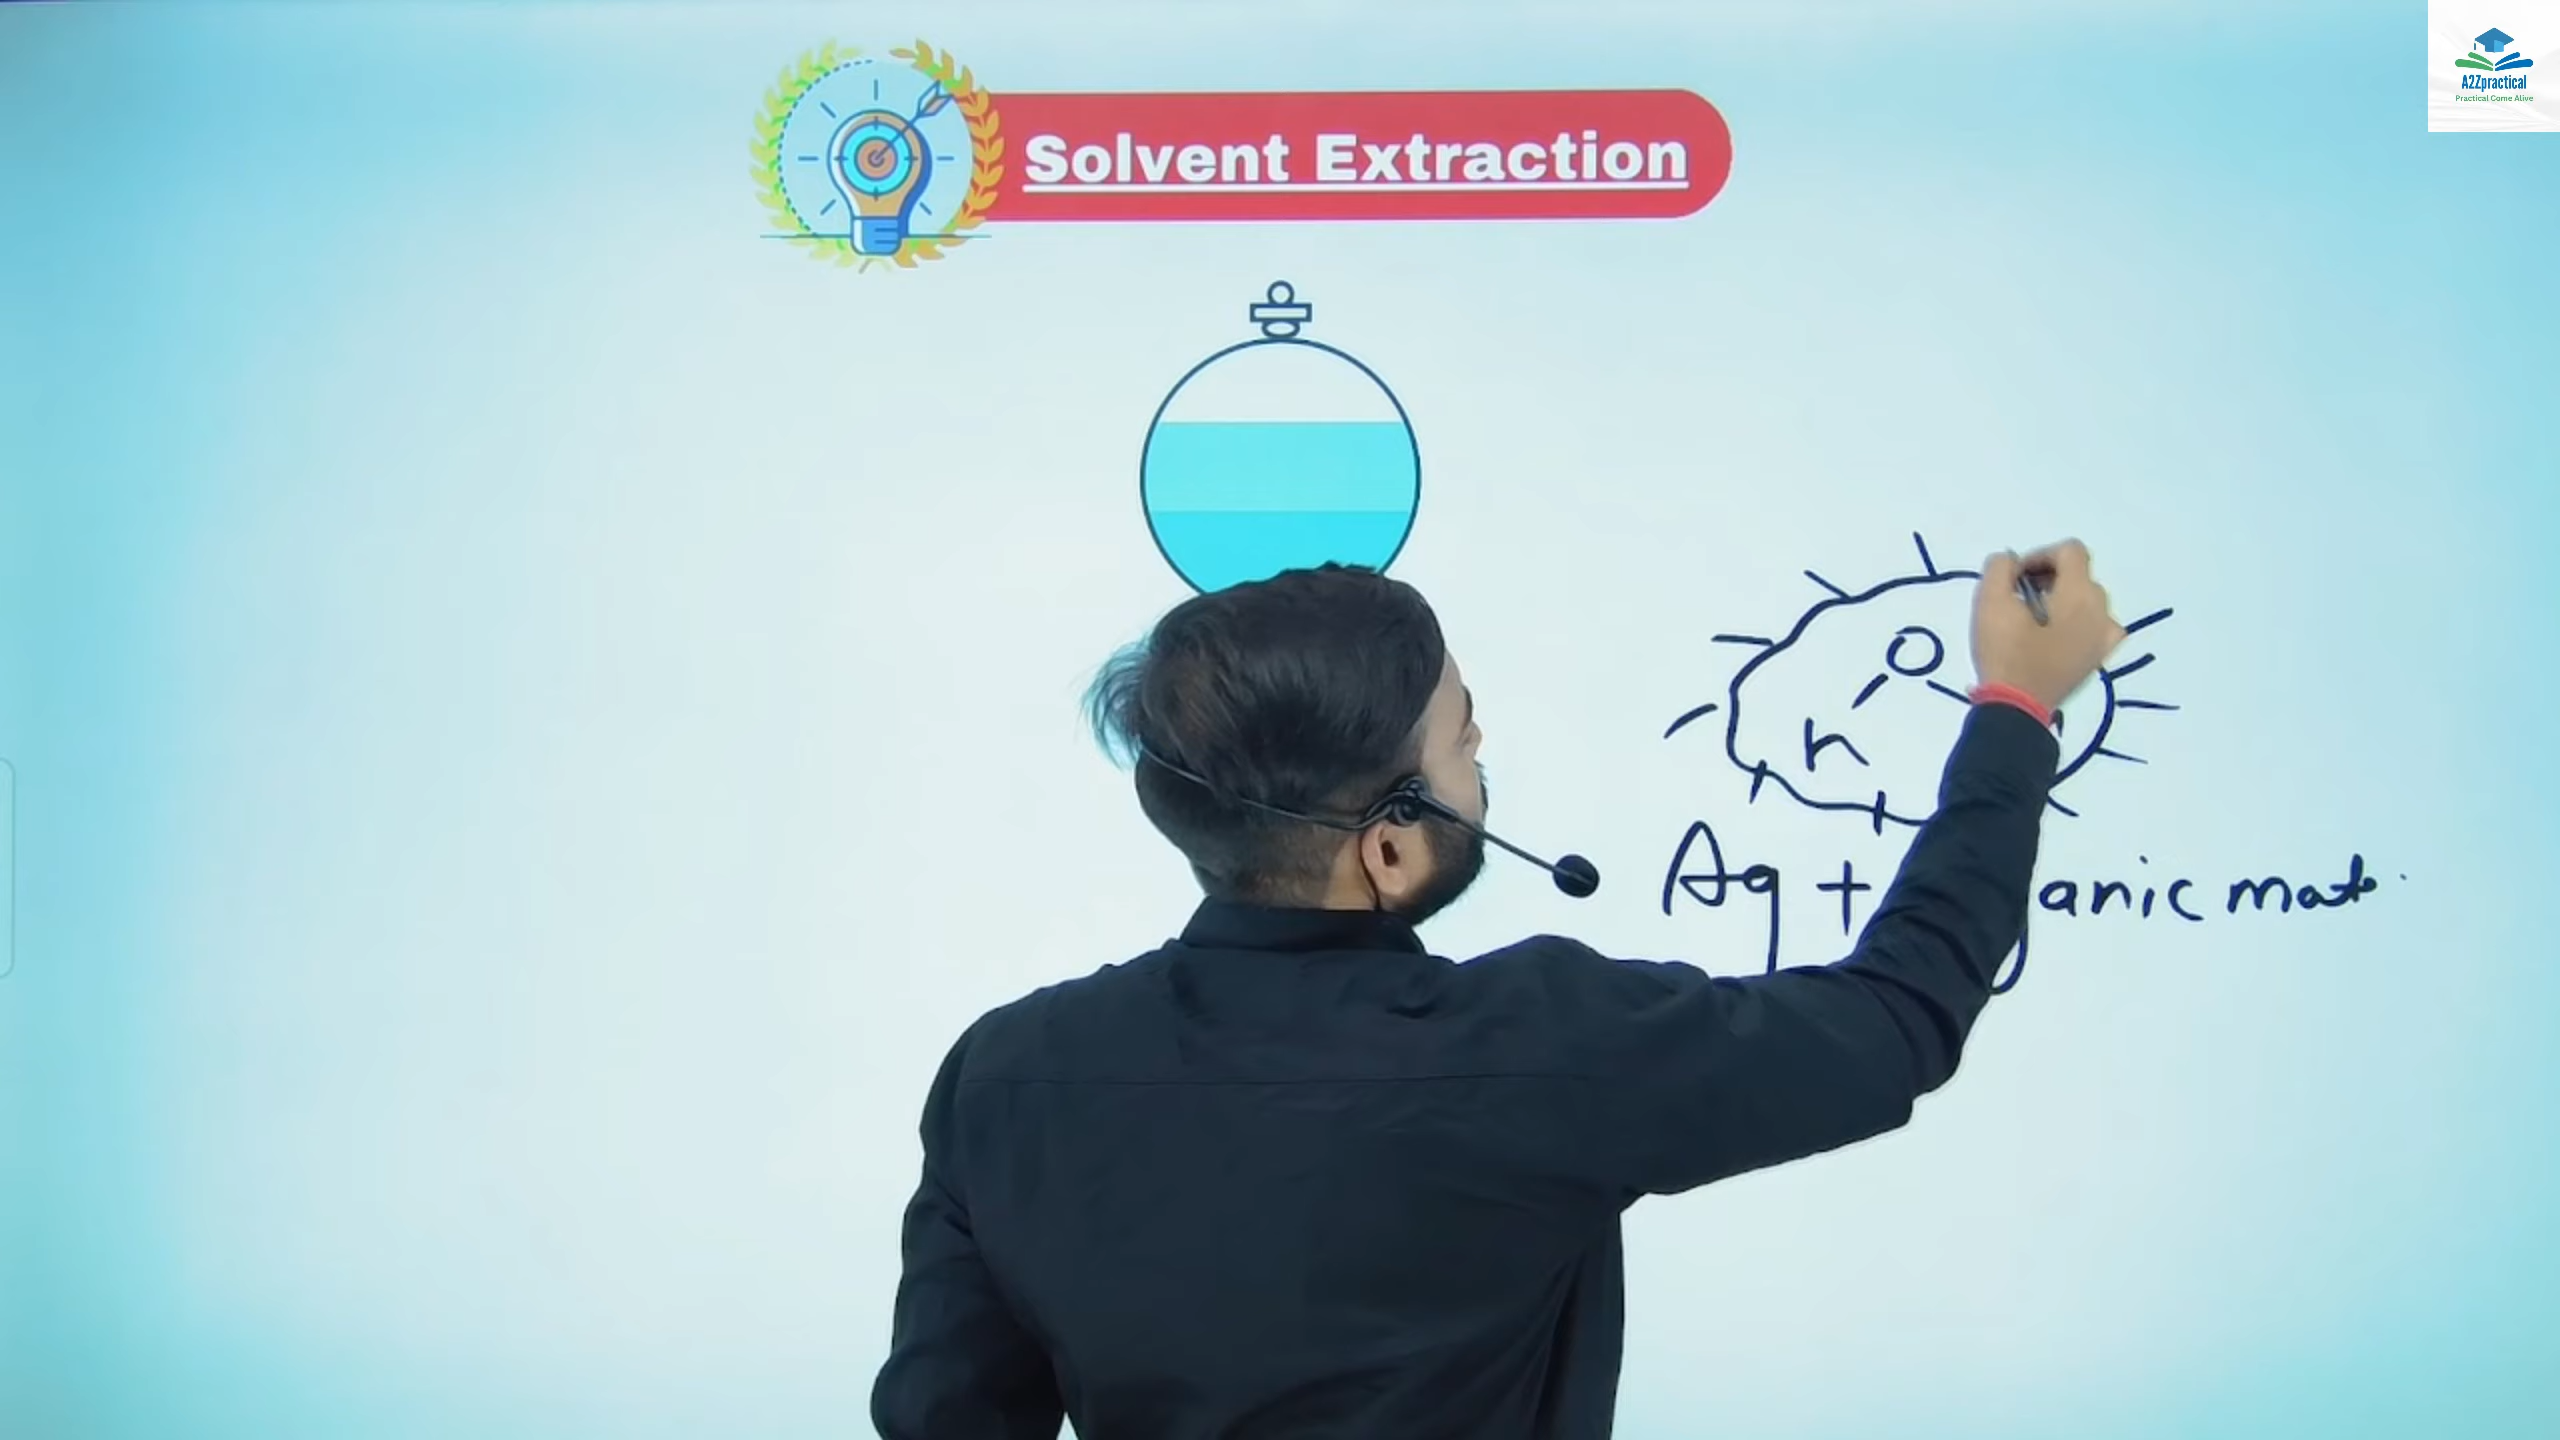 A2Zpractical
Practical Come Alive
Solvent Extraction
O
n
Aq + anic mat.